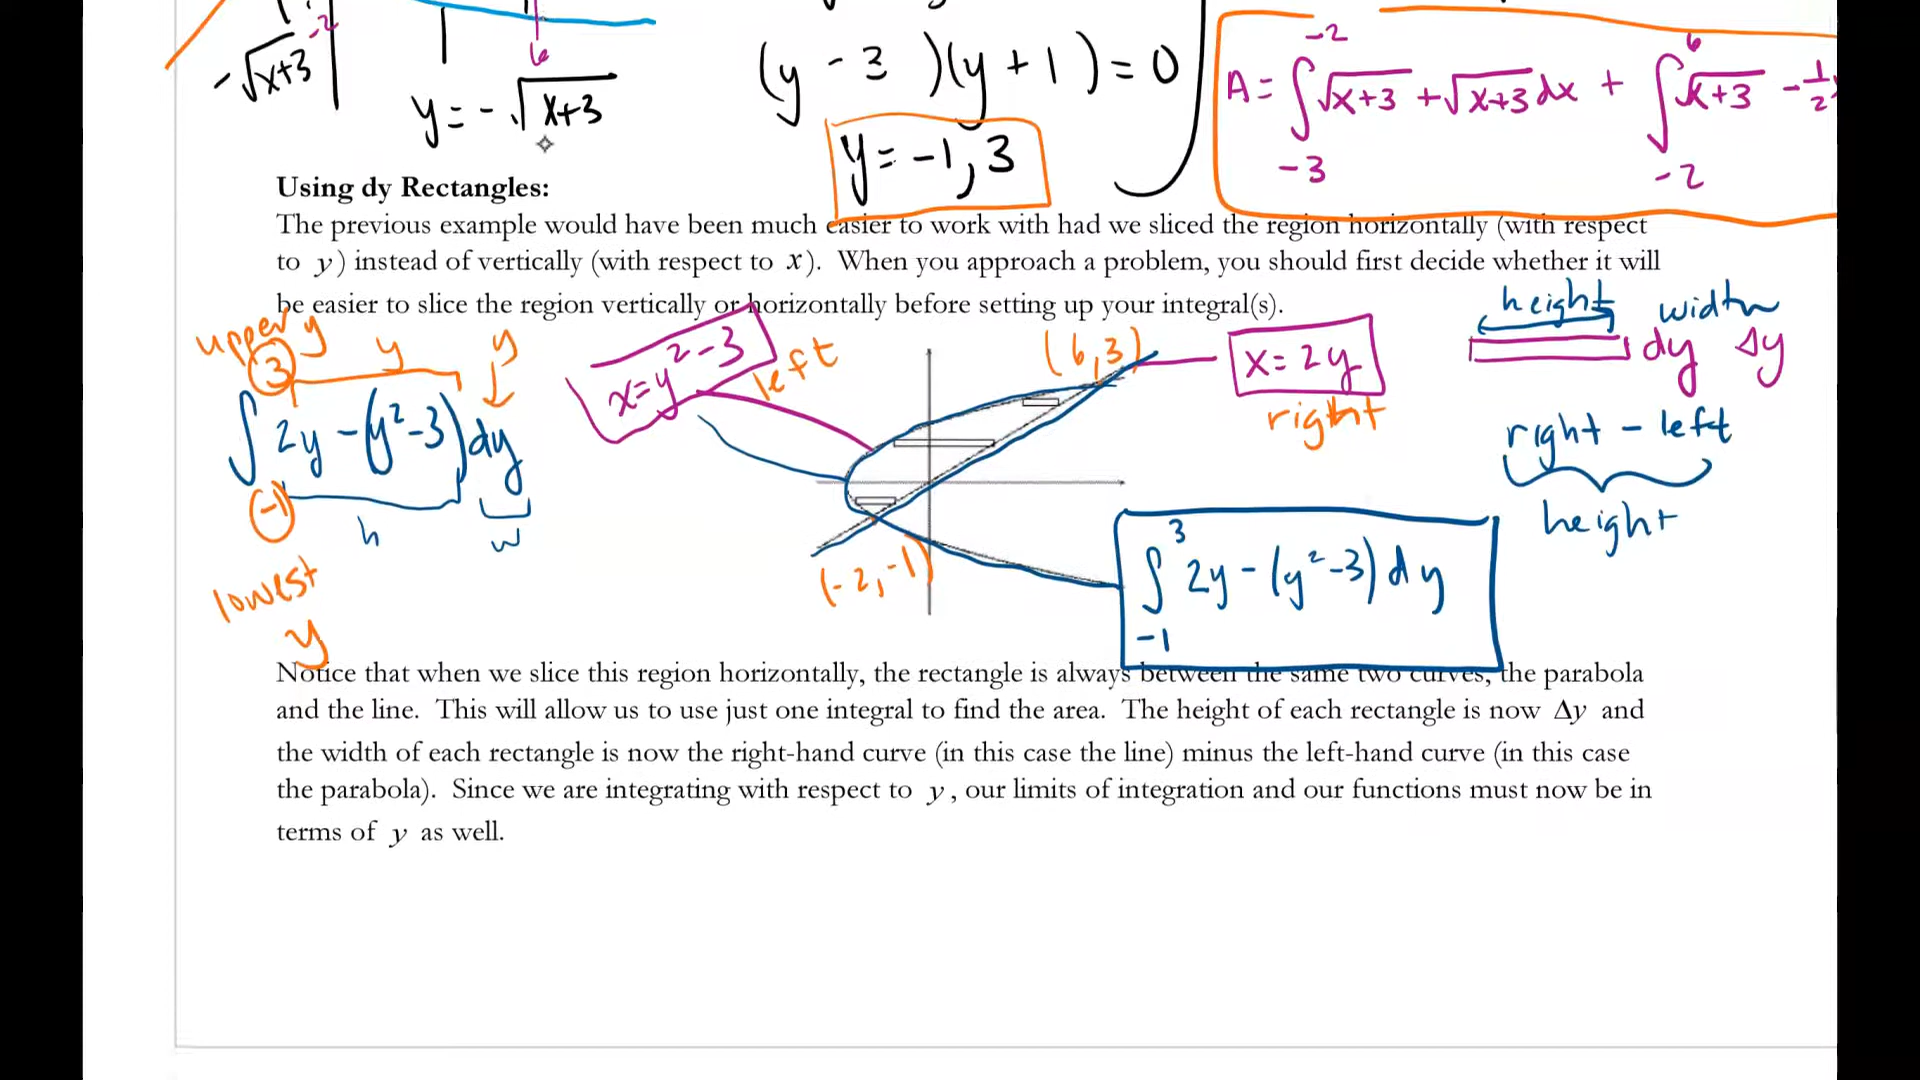 -√x+3
-2
6
y = -√x+3
(y - 3)(y + 1) = 0
y = -1, 3
A = ∫_{-3}^{-2} √x+3 + √x+3 dx + ∫_{-2}^{6} √x+3 - 1/2
Using dy Rectangles:
The previous example would have been much easier to work with had we sliced the region horizontally (with respect
to y) instead of vertically (with respect to x). When you approach a problem, you should first decide whether it will
be easier to slice the region vertically or horizontally before setting up your integral(s).
upper y
3
y
y
∫ 2y - (y² - 3) dy
-1
h
w
lowest
y
x = y² - 3
left
(6, 3)
x = 2y
right
(-2, -1)
height
width
dy Δy
right - left
height
∫_{-1}^{3} 2y - (y² - 3) dy
Notice that when we slice this region horizontally, the rectangle is always between the same two curves, the parabola
and the line. This will allow us to use just one integral to find the area. The height of each rectangle is now Δy and
the width of each rectangle is now the right-hand curve (in this case the line) minus the left-hand curve (in this case
the parabola). Since we are integrating with respect to y, our limits of integration and our functions must now be in
terms of y as well.